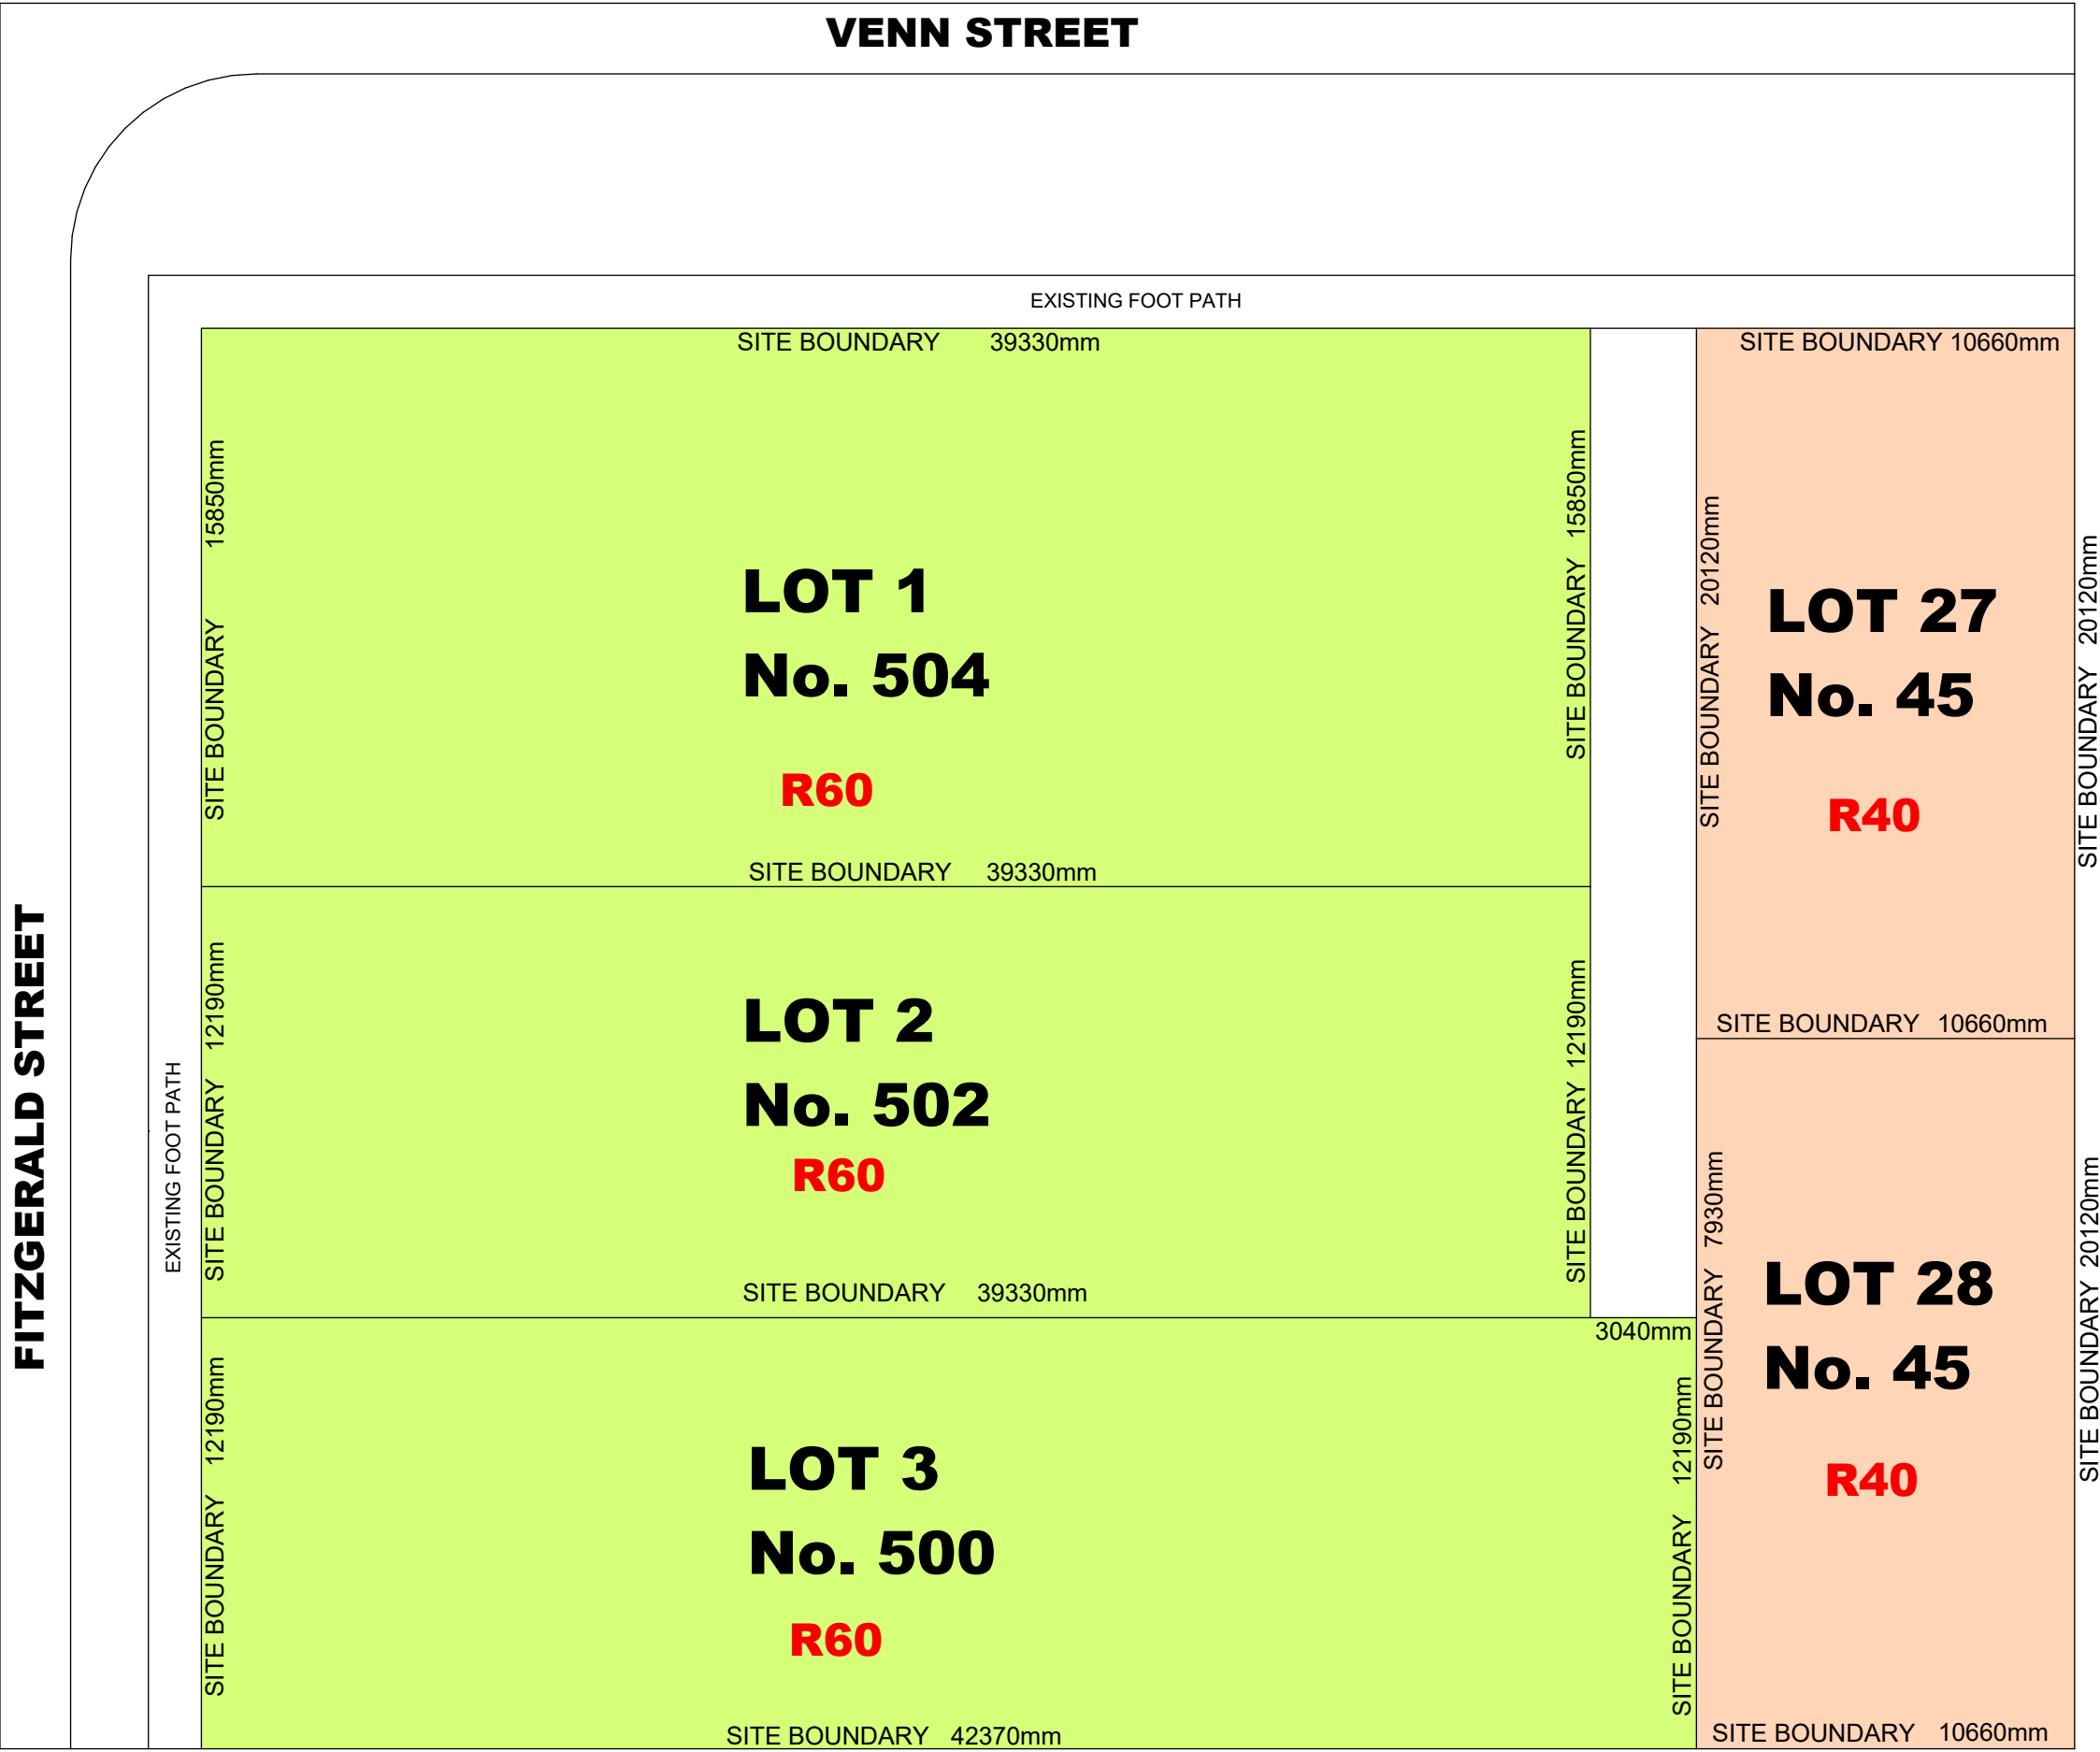 VENN STREET
EXISTING FOOT PATH
SITE BOUNDARY 39330mm
SITE BOUNDARY 10660mm
SITE BOUNDARY 15850mm
LOT 1
No. 504
R60
SITE BOUNDARY 15850mm
SITE BOUNDARY 39330mm
SITE BOUNDARY 20120mm
LOT 27
No. 45
R40
SITE BOUNDARY 20120mm
SITE BOUNDARY 10660mm
FITZGERALD STREET
EXISTING FOOT PATH
SITE BOUNDARY 12190mm
LOT 2
No. 502
R60
SITE BOUNDARY 12190mm
SITE BOUNDARY 39330mm
3040mm
SITE BOUNDARY 7930mm
LOT 28
No. 45
R40
SITE BOUNDARY 20120mm
SITE BOUNDARY 12190mm
LOT 3
No. 500
R60
SITE BOUNDARY 12190mm
SITE BOUNDARY 42370mm
SITE BOUNDARY 10660mm